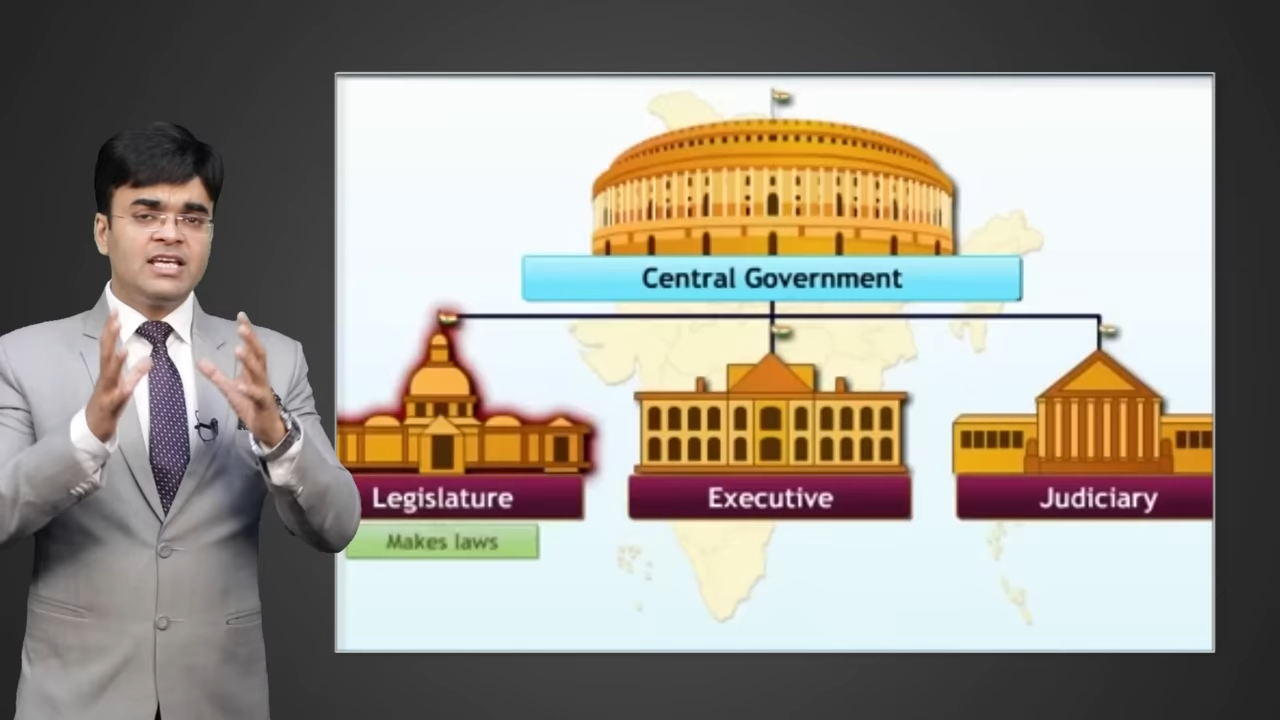 Central Government
Legislature
Executive
Judiciary
Makes laws